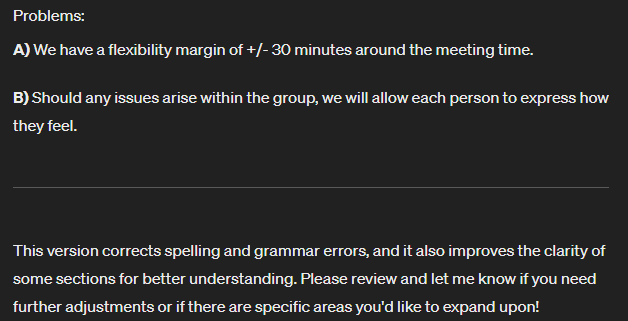 Problems:
A) We have a flexibility margin of +/- 30 minutes around the meeting time.
B) Should any issues arise within the group, we will allow each person to express how
they feel.
This version corrects spelling and grammar errors, and it also improves the clarity of
some sections for better understanding. Please review and let me know if you need
further adjustments or if there are specific areas you'd like to expand upon!